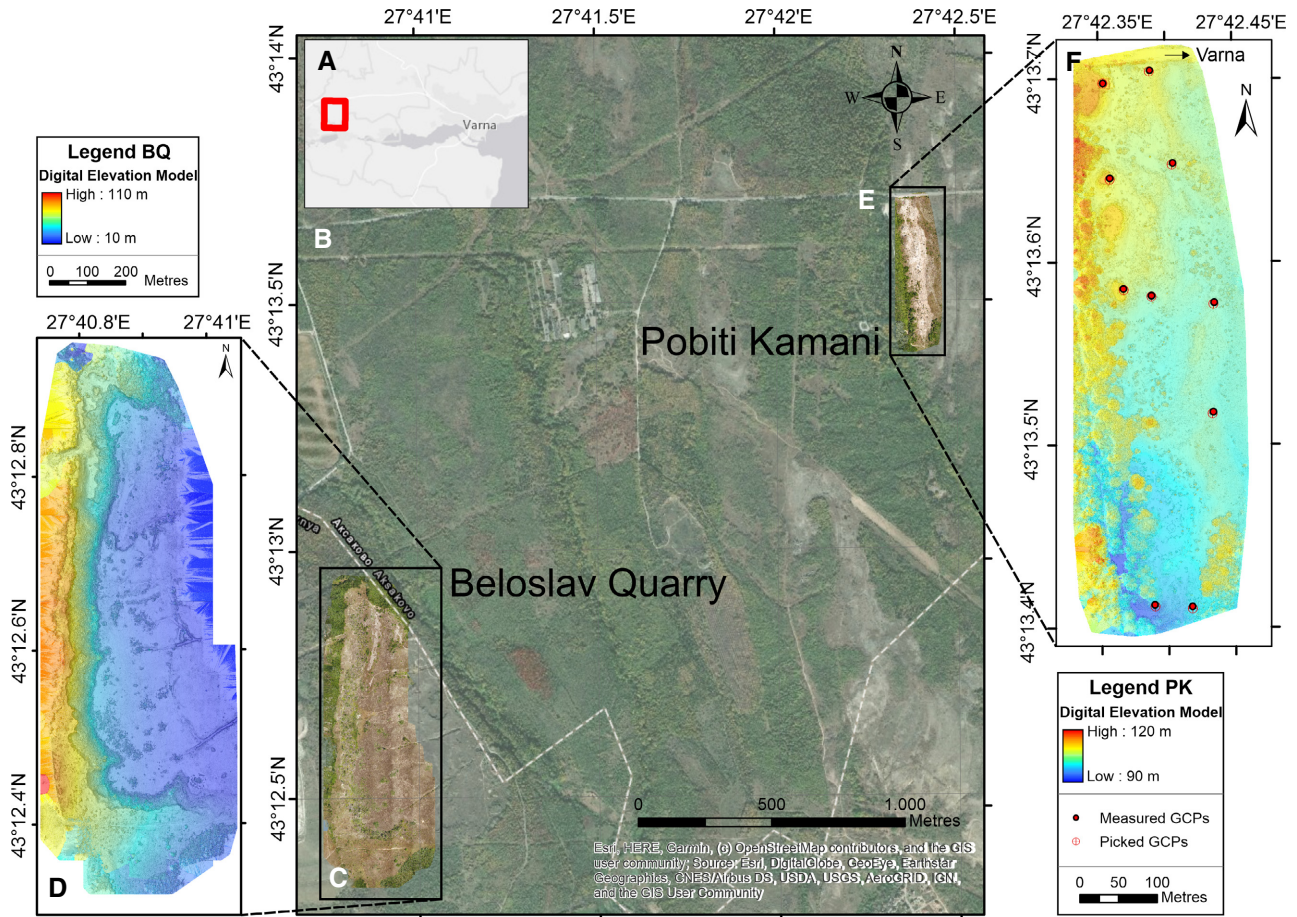 27°41'E
27°41.5'E
27°42'E
27°42.5'E
43°14'N
43°13.5'N
43°13'N
43°12.5'N
A
Varna
N
W
E
S
B
E
Pobiti Kamani
Beloslav Quarry
Аксаково
Aksakovo
C
0 500 1.000
Metres
Esri, HERE, Garmin, (c) OpenStreetMap contributors, and the GIS
user community; Source: Esri, DigitalGlobe, GeoEye, Earthstar
Geographics, CNES/Airbus DS, USDA, USGS, AeroGRID, IGN,
and the GIS User Community
Legend BQ
Digital Elevation Model
High : 110 m
Low : 10 m
0 100 200
Metres
27°40.8'E
27°41'E
N
43°12.8'N
43°12.6'N
43°12.4'N
D
27°42.35'E
27°42.45'E
F
Varna
N
43°13.7'N
43°13.6'N
43°13.5'N
43°13.4'N
Legend PK
Digital Elevation Model
High : 120 m
Low : 90 m
Measured GCPs
Picked GCPs
0 50 100
Metres